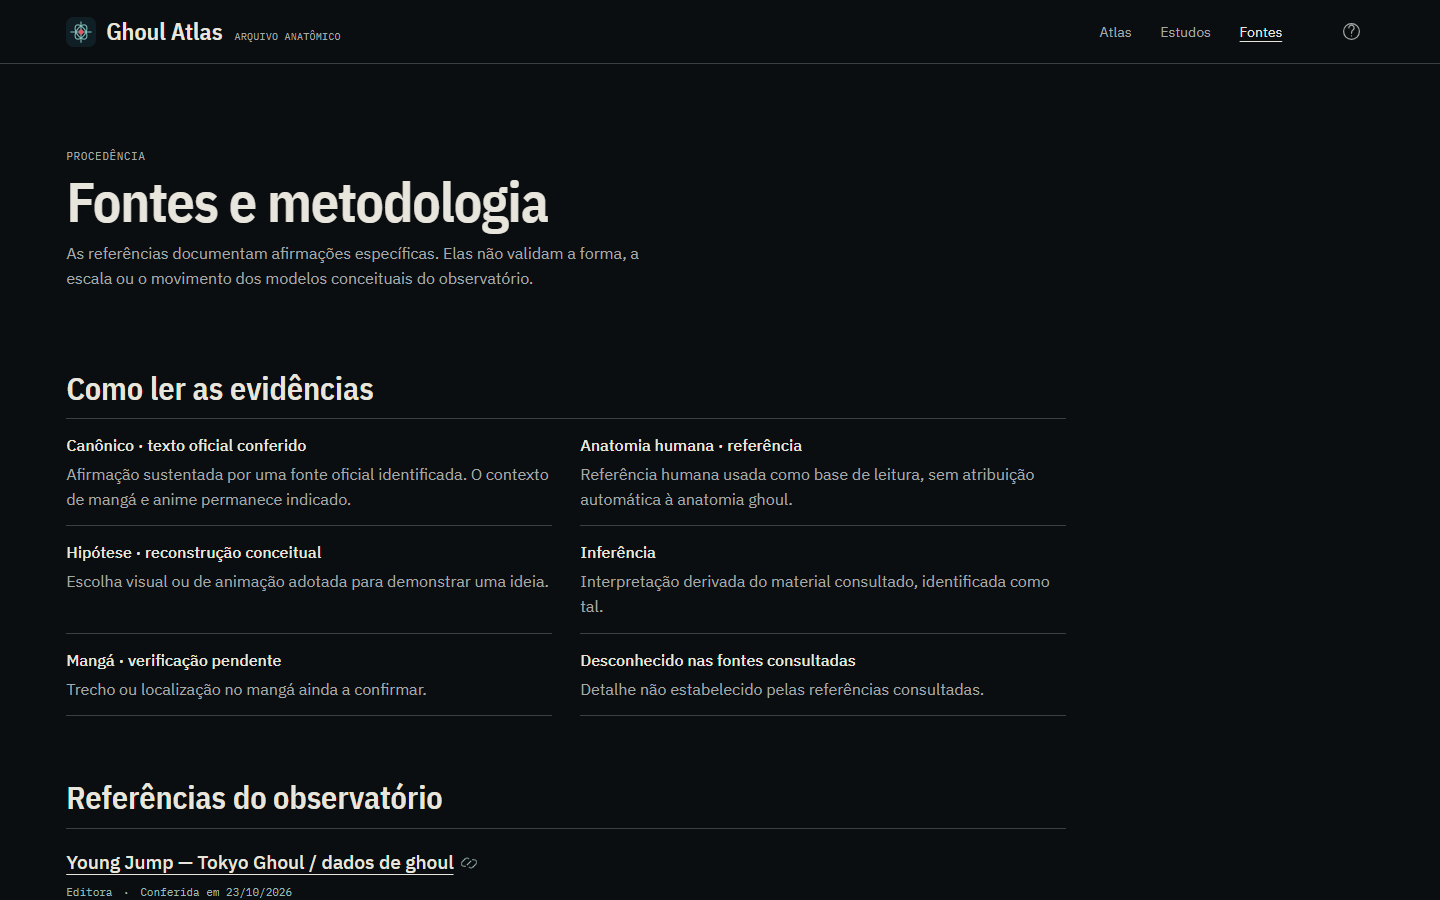 Ghoul Atlas ARQUIVO ANATÔMICO
Atlas Estudos Fontes
PROCEDÊNCIA
Fontes e metodologia
As referências documentam afirmações específicas. Elas não validam a forma, a
escala ou o movimento dos modelos conceituais do observatório.
Como ler as evidências
Canônico · texto oficial conferido
Afirmação sustentada por uma fonte oficial identificada. O contexto
de mangá e anime permanece indicado.
Anatomia humana · referência
Referência humana usada como base de leitura, sem atribuição
automática à anatomia ghoul.
Hipótese · reconstrução conceitual
Escolha visual ou de animação adotada para demonstrar uma ideia.
Inferência
Interpretação derivada do material consultado, identificada como
tal.
Mangá · verificação pendente
Trecho ou localização no mangá ainda a confirmar.
Desconhecido nas fontes consultadas
Detalhe não estabelecido pelas referências consultadas.
Referências do observatório
Young Jump — Tokyo Ghoul / dados de ghoul
Editora · Conferida em 23/10/2026